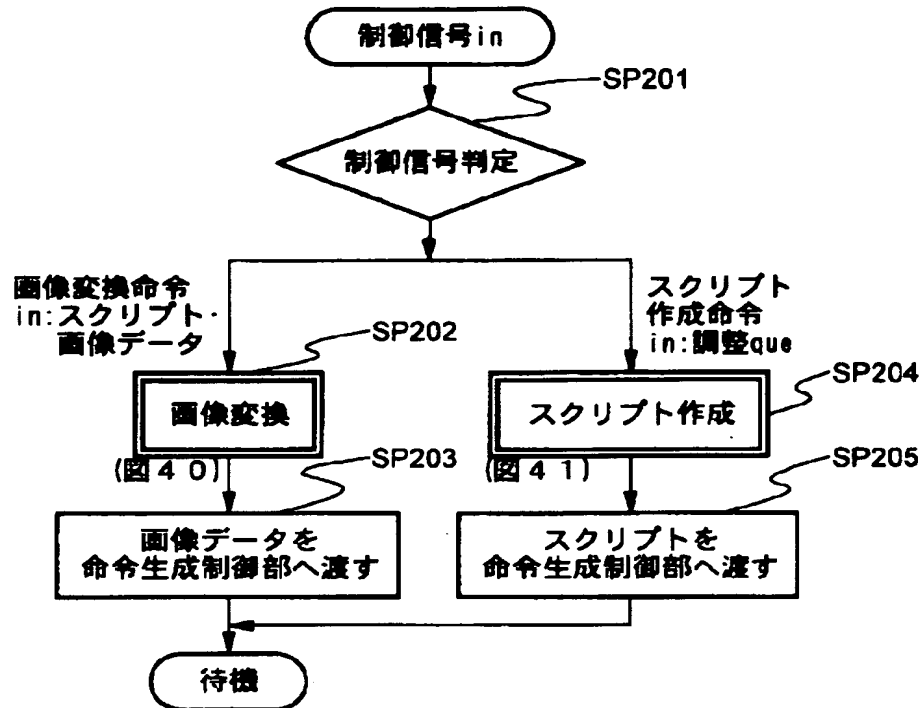 制御信号in
SP201
制御信号判定
画像変換命令
in:スクリプト・
画像データ
SP202
画像変換
(図40)
SP203
画像データを
命令生成制御部へ渡す
スクリプト
作成命令
in:調整que
SP204
スクリプト作成
(図41)
SP205
スクリプトを
命令生成制御部へ渡す
待機